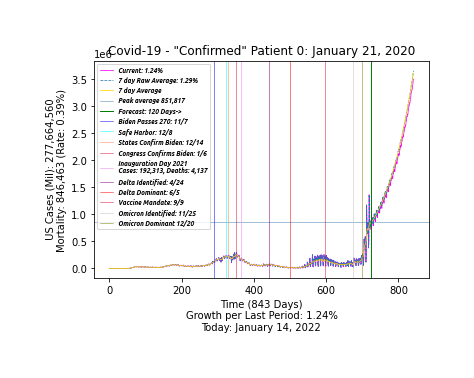 Covid-19 - "Confirmed" Patient 0: January 21, 2020
1e6
Current: 1.24%
7 day Raw Average: 1.29%
7 day Average
Peak average 851,817
Forecast: 120 Days->
Biden Passes 270: 11/7
Safe Harbor: 12/8
States Confirm Biden: 12/14
Congress Confirms Biden: 1/6
Inauguration Day 2021
Cases: 192,313, Deaths: 4,137
Delta Identified: 4/24
Delta Dominant: 6/5
Vaccine Mandate: 9/9
Omicron Identified: 11/25
Omicron Dominant 12/20
US Cases (Mil): 277,664,560
Mortality: 846,463 (Rate: 0.39%)
3.5
3.0
2.5
2.0
1.5
1.0
0.5
0.0
0 200 400 600 800
Time (843 Days)
Growth per Last Period: 1.24%
Today: January 14, 2022